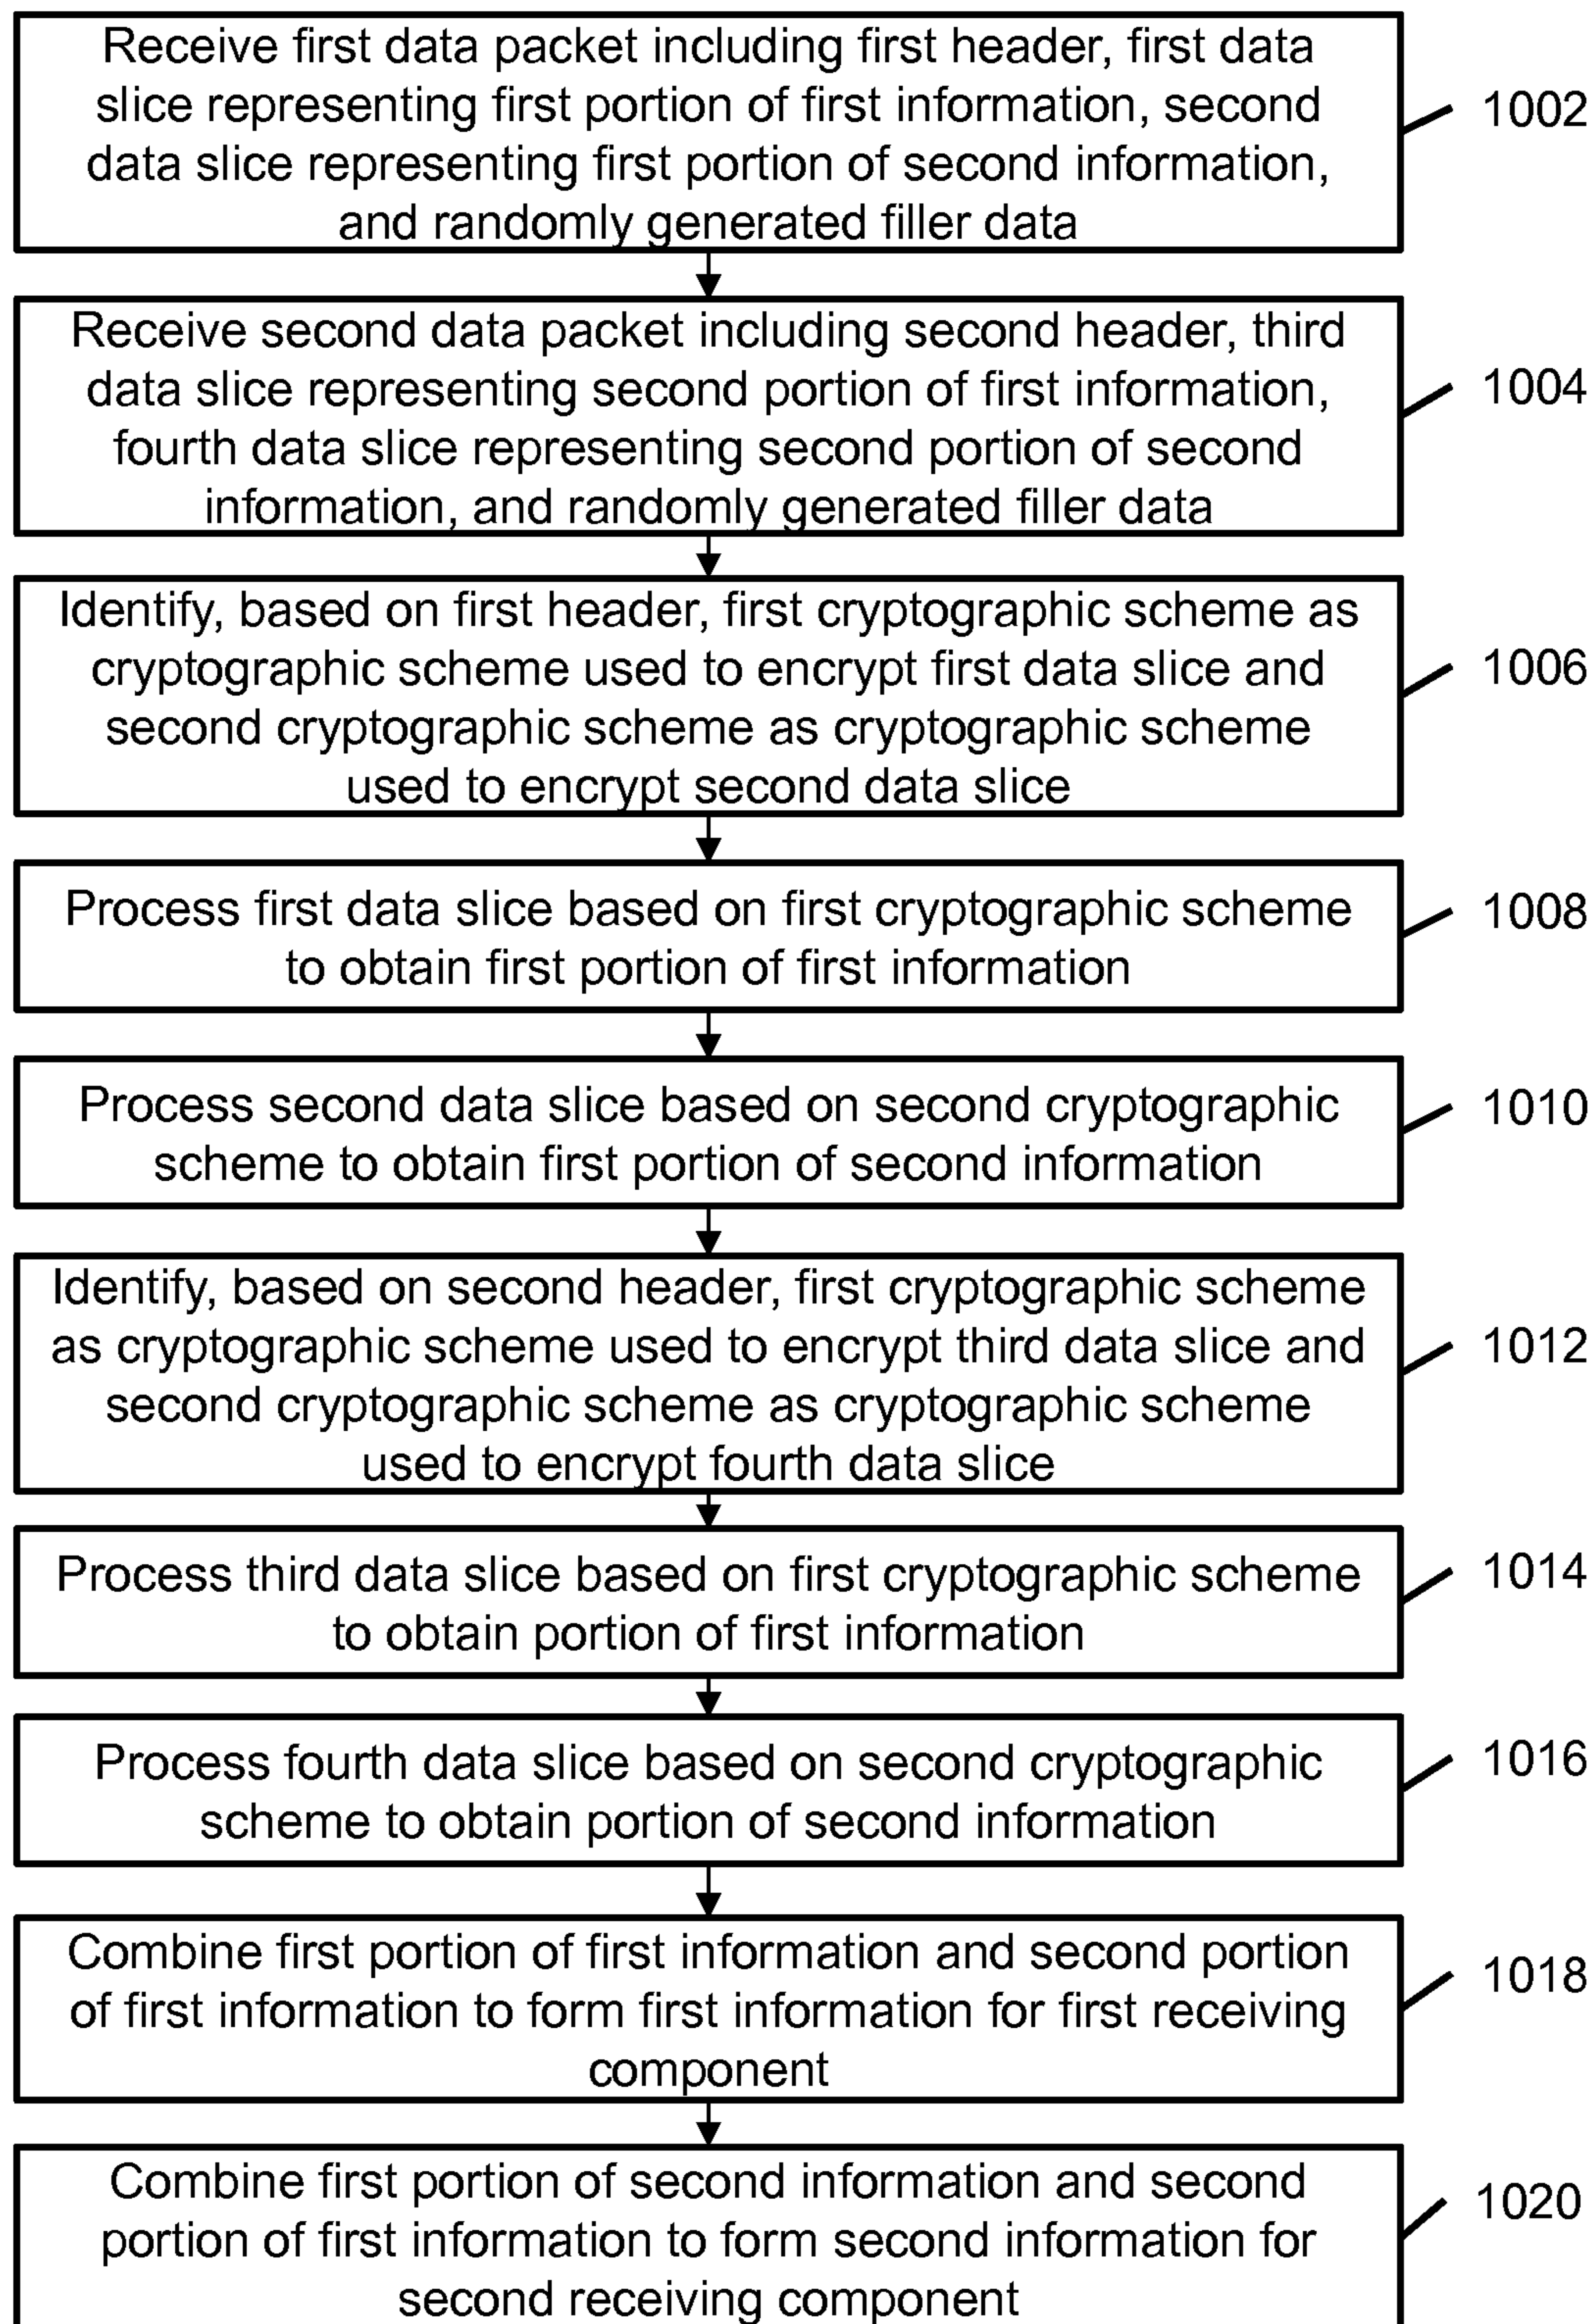 Receive first data packet including first header, first data
slice representing first portion of first information, second
data slice representing first portion of second information,
and randomly generated filler data
1002
Receive second data packet including second header, third
data slice representing second portion of first information,
fourth data slice representing second portion of second
information, and randomly generated filler data
1004
Identify, based on first header, first cryptographic scheme as
cryptographic scheme used to encrypt first data slice and
second cryptographic scheme as cryptographic scheme
used to encrypt second data slice
1006
Process first data slice based on first cryptographic scheme
to obtain first portion of first information
1008
Process second data slice based on second cryptographic
scheme to obtain first portion of second information
1010
Identify, based on second header, first cryptographic scheme
as cryptographic scheme used to encrypt third data slice and
second cryptographic scheme as cryptographic scheme
used to encrypt fourth data slice
1012
Process third data slice based on first cryptographic scheme
to obtain portion of first information
1014
Process fourth data slice based on second cryptographic
scheme to obtain portion of second information
1016
Combine first portion of first information and second portion
of first information to form first information for first receiving
component
1018
Combine first portion of second information and second
portion of first information to form second information for
second receiving component
1020